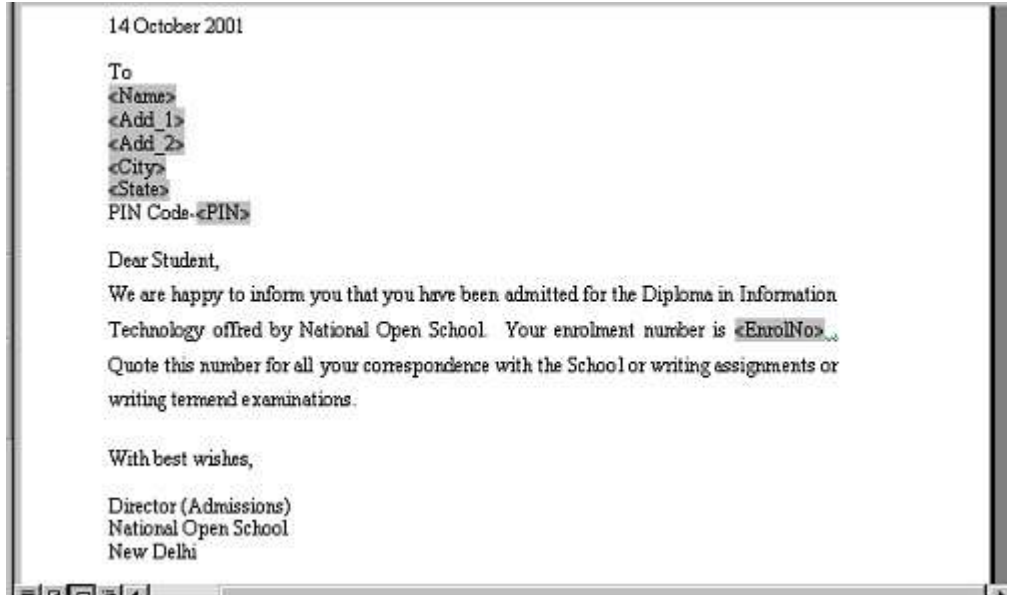 14 October 2001
To
<Name>
<Add_1>
<Add_2>
<City>
<State>
PIN Code-<PIN>
Dear Student,
We are happy to inform you that you have been admitted for the Diploma in Information
Technology offred by National Open School. Your enrolment number is <EnrolNo>.
Quote this number for all your correspondence with the School or writing assignments or
writing termend examinations.
With best wishes,
Director (Admissions)
National Open School
New Delhi